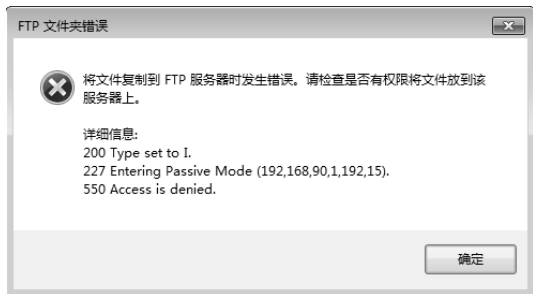 FTP 文件夹错误
将文件复制到 FTP 服务器时发生错误。请检查是否有权限将文件放到该
服务器上。
详细信息:
200 Type set to I.
227 Entering Passive Mode (192,168,90,1,192,15).
550 Access is denied.
确定